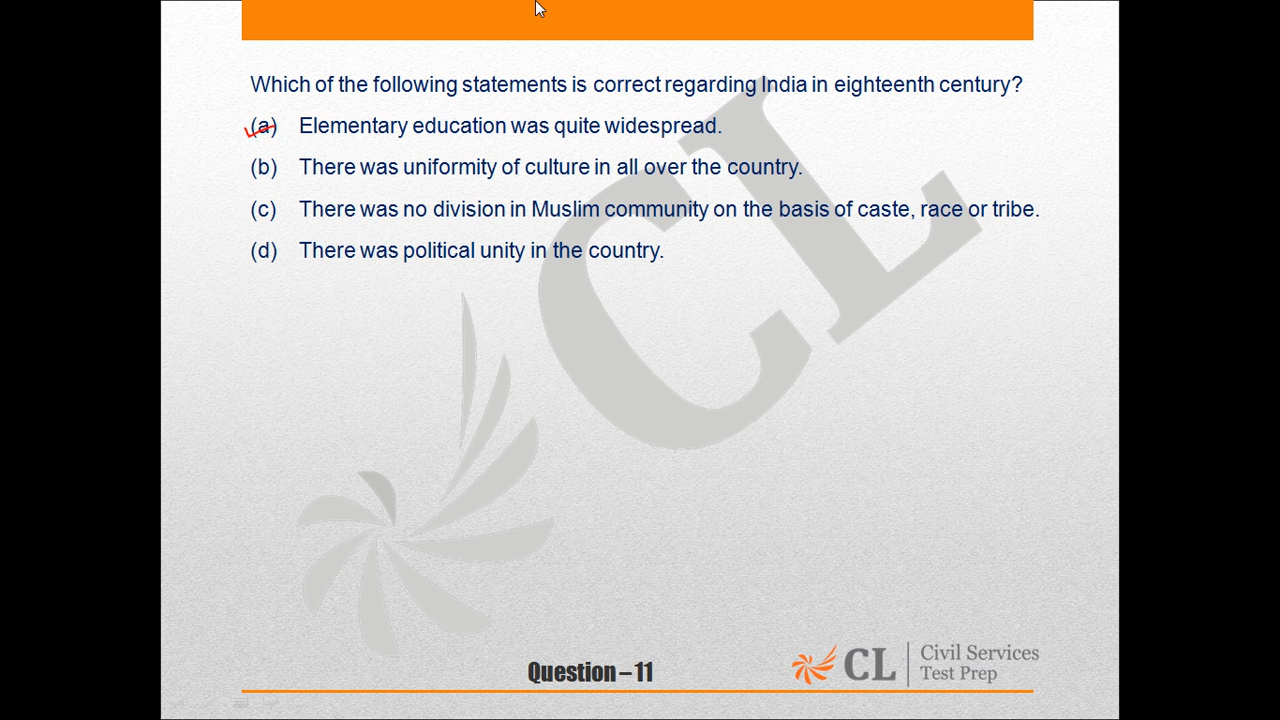 Which of the following statements is correct regarding India in eighteenth century?
(a) Elementary education was quite widespread.
(b) There was uniformity of culture in all over the country.
(c) There was no division in Muslim community on the basis of caste, race or tribe.
(d) There was political unity in the country.
CL
Question – 11
CL Civil Services
Test Prep